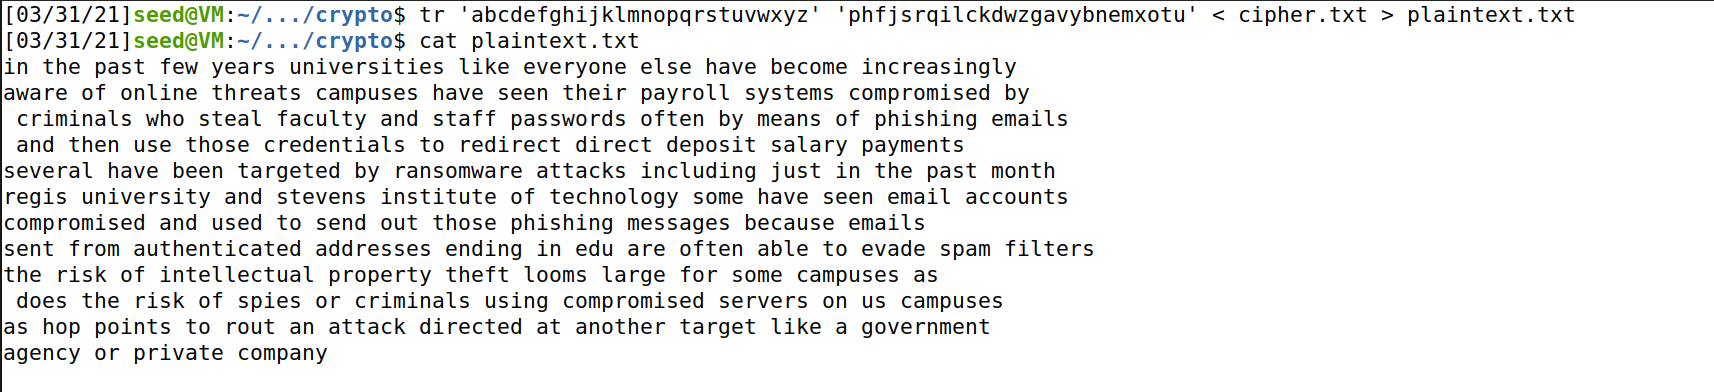 [03/31/21]seed@VM:~/.../crypto$ tr 'abcdefghijklmnopqrstuvwxyz' 'phfjsrqilckdwzgavybnemxotu' < cipher.txt > plaintext.txt
[03/31/21]seed@VM:~/.../crypto$ cat plaintext.txt
in the past few years universities like everyone else have become increasingly
aware of online threats campuses have seen their payroll systems compromised by
 criminals who steal faculty and staff passwords often by means of phishing emails
 and then use those credentials to redirect direct deposit salary payments
several have been targeted by ransomware attacks including just in the past month
regis university and stevens institute of technology some have seen email accounts
compromised and used to send out those phishing messages because emails
sent from authenticated addresses ending in edu are often able to evade spam filters
the risk of intellectual property theft looms large for some campuses as
 does the risk of spies or criminals using compromised servers on us campuses
as hop points to rout an attack directed at another target like a government
agency or private company